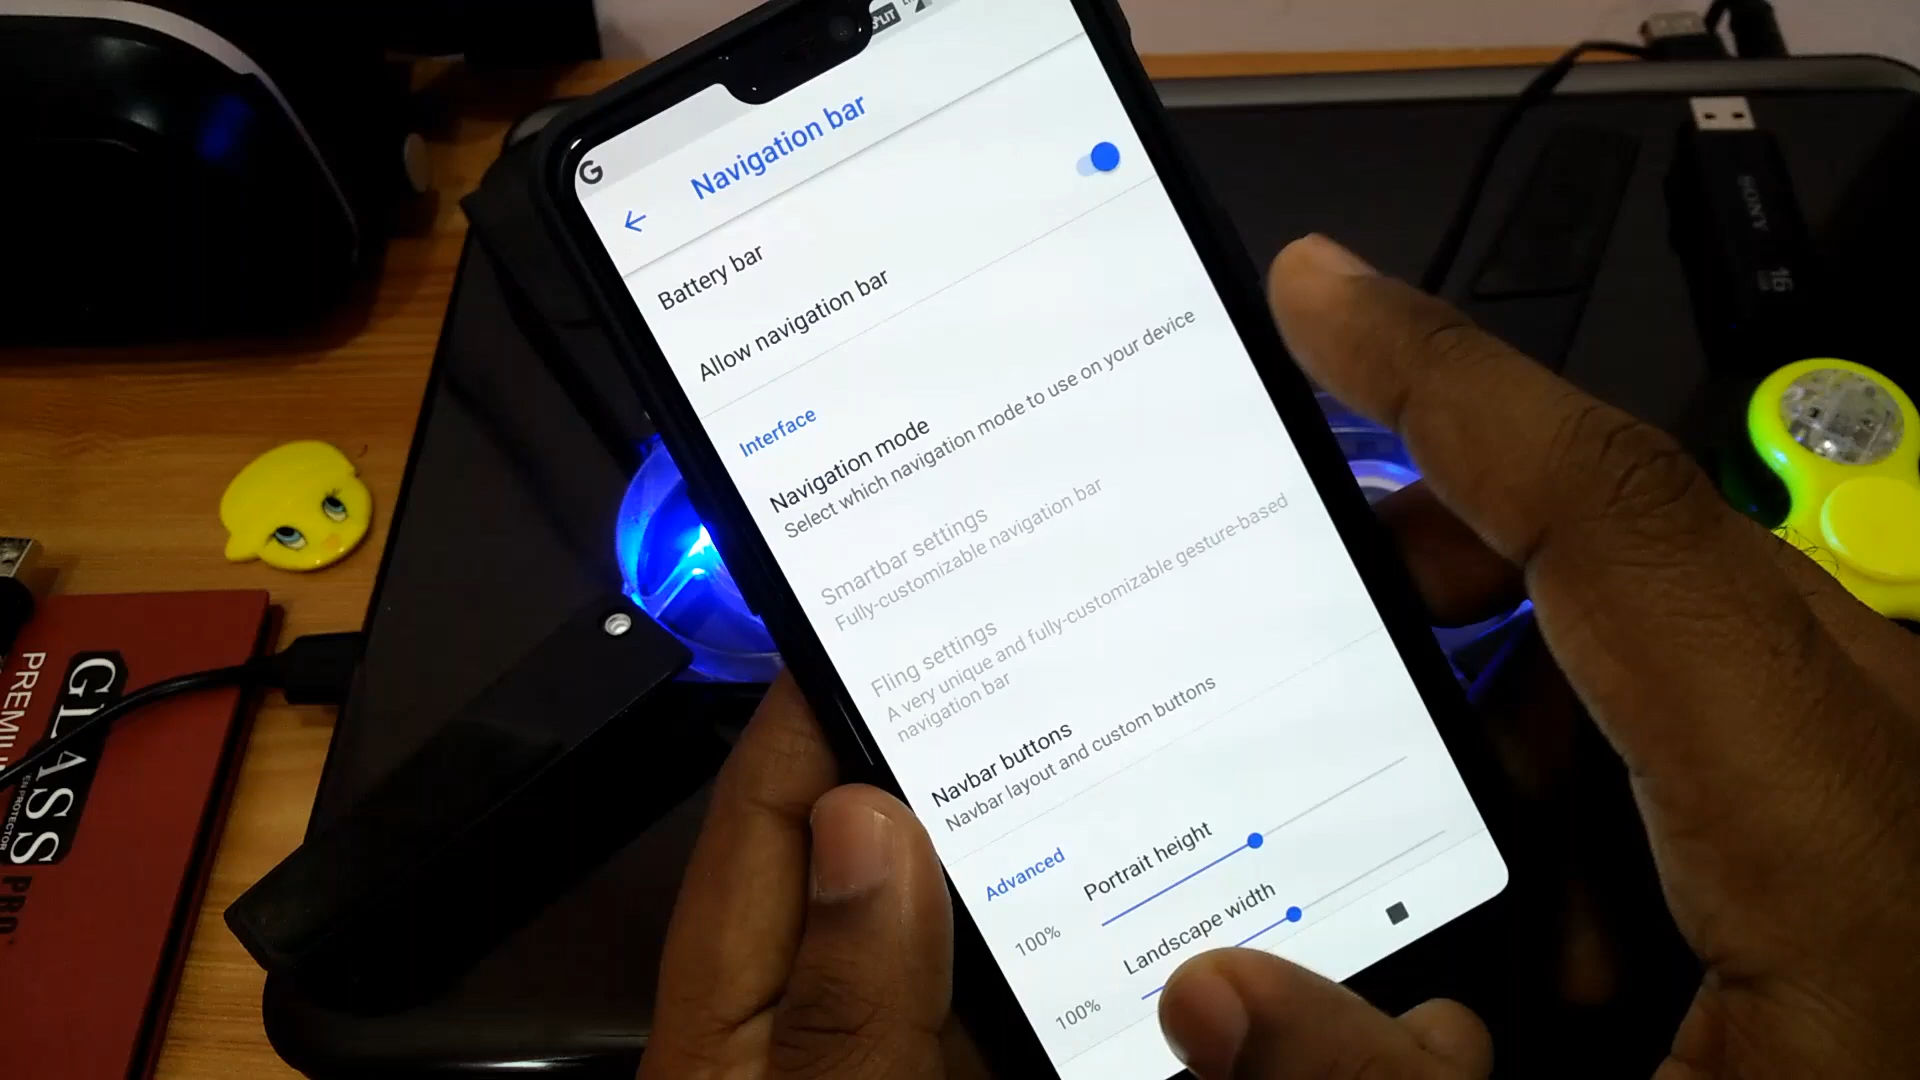 G
Navigation bar
Battery bar
Allow navigation bar
Interface
Navigation mode
Select which navigation mode to use on your device
Smartbar settings
Fully-customizable navigation bar
Fling settings
A very unique and fully-customizable gesture-based
navigation bar
Navbar buttons
Navbar layout and custom buttons
Advanced
Portrait height
100%
Landscape width
100%
SONY
16
GLASS
PRO